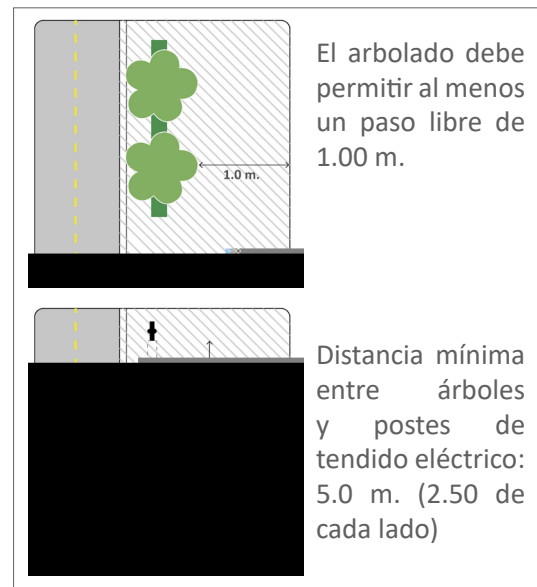 El arbolado debe
permitir al menos
un paso libre de
1.00 m.
1.0 m.
Distancia mínima
entre árboles
y postes de
tendido eléctrico:
5.0 m. (2.50 de
cada lado)